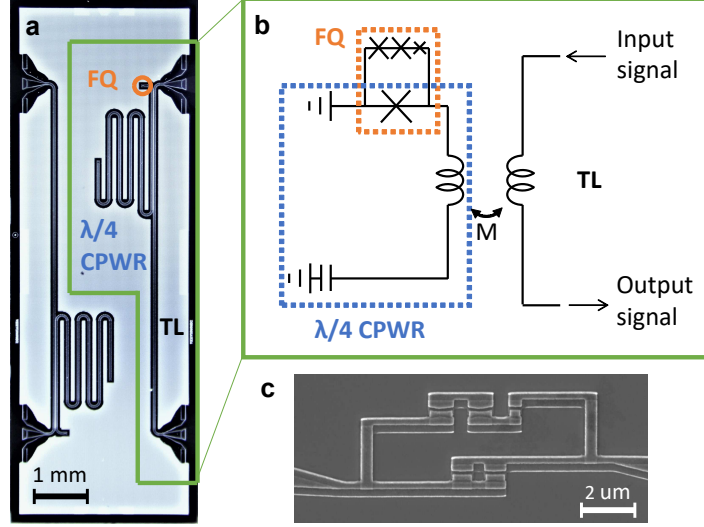 a
FQ
λ/4
CPWR
TL
1 mm
b
FQ
Input
signal
TL
M
Output
signal
λ/4 CPWR
c
2 um